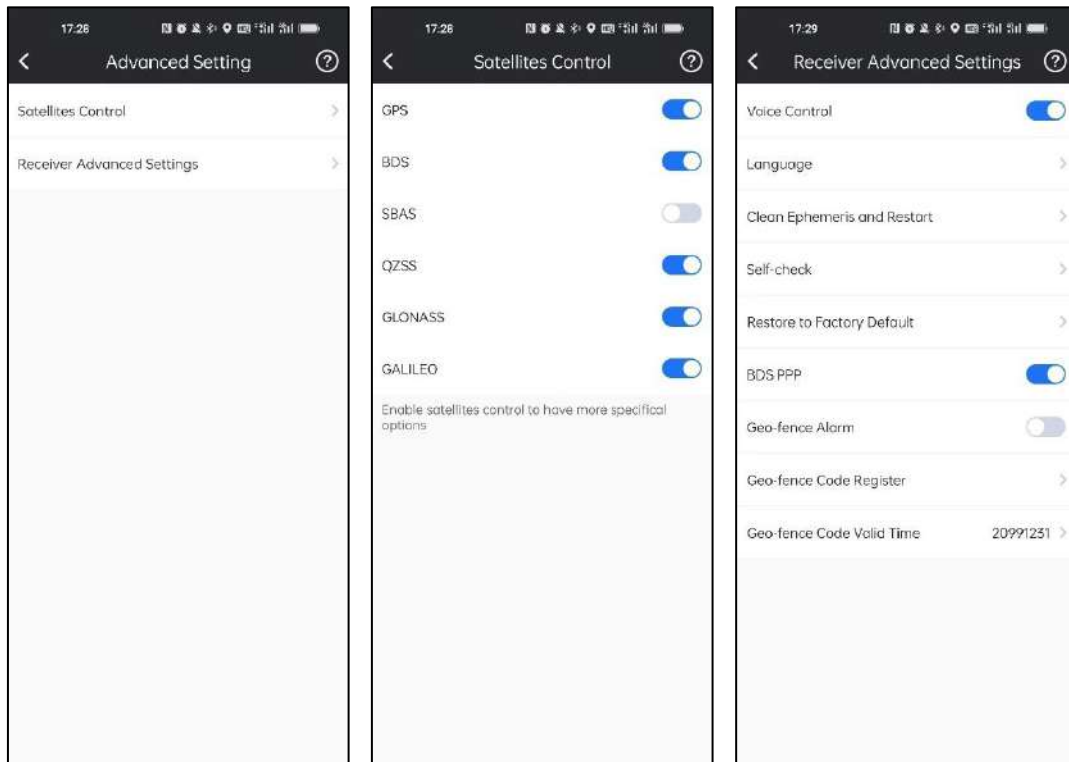 17:28
Advanced Setting
Satellites Control
Receiver Advanced Settings
17:28
Satellites Control
GPS
BDS
SBAS
QZSS
GLONASS
GALILEO
Enable satellites control to have more specifical
options
17:29
Receiver Advanced Settings
Voice Control
Language
Clean Ephemeris and Restart
Self-check
Restore to Factory Default
BDS PPP
Geo-fence Alarm
Geo-fence Code Register
Geo-fence Code Valid Time 20991231